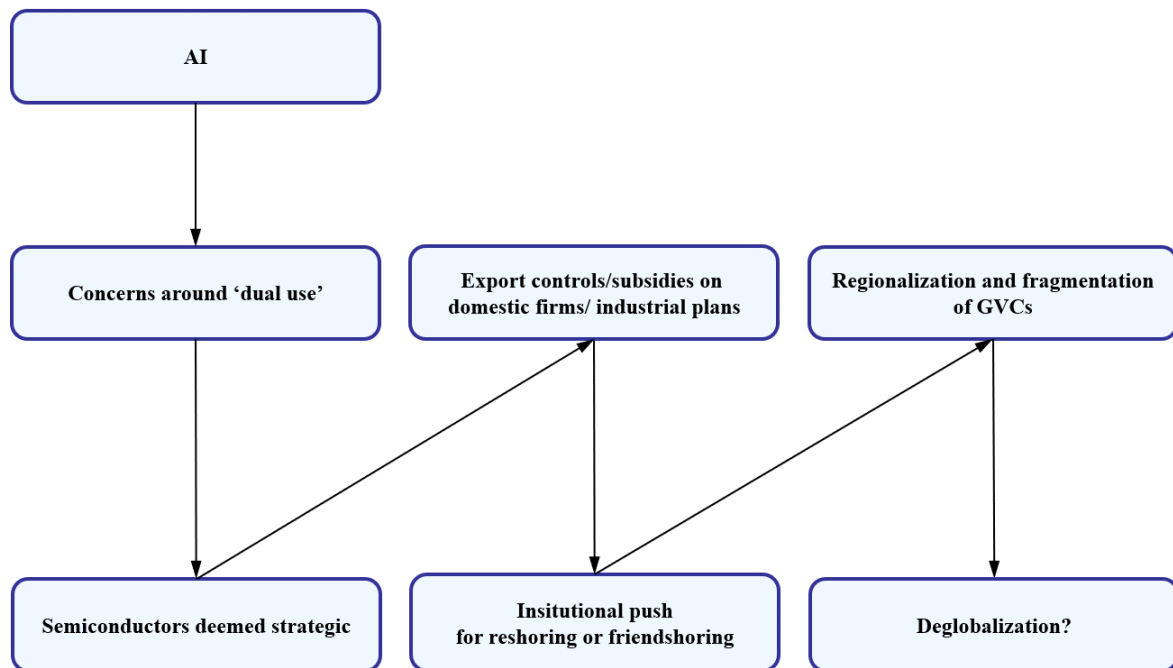 AI
Concerns around ‘dual use’
Semiconductors deemed strategic
Export controls/subsidies on
domestic firms/ industrial plans
Insitutional push
for reshoring or friendshoring
Regionalization and fragmentation
of GVCs
Deglobalization?